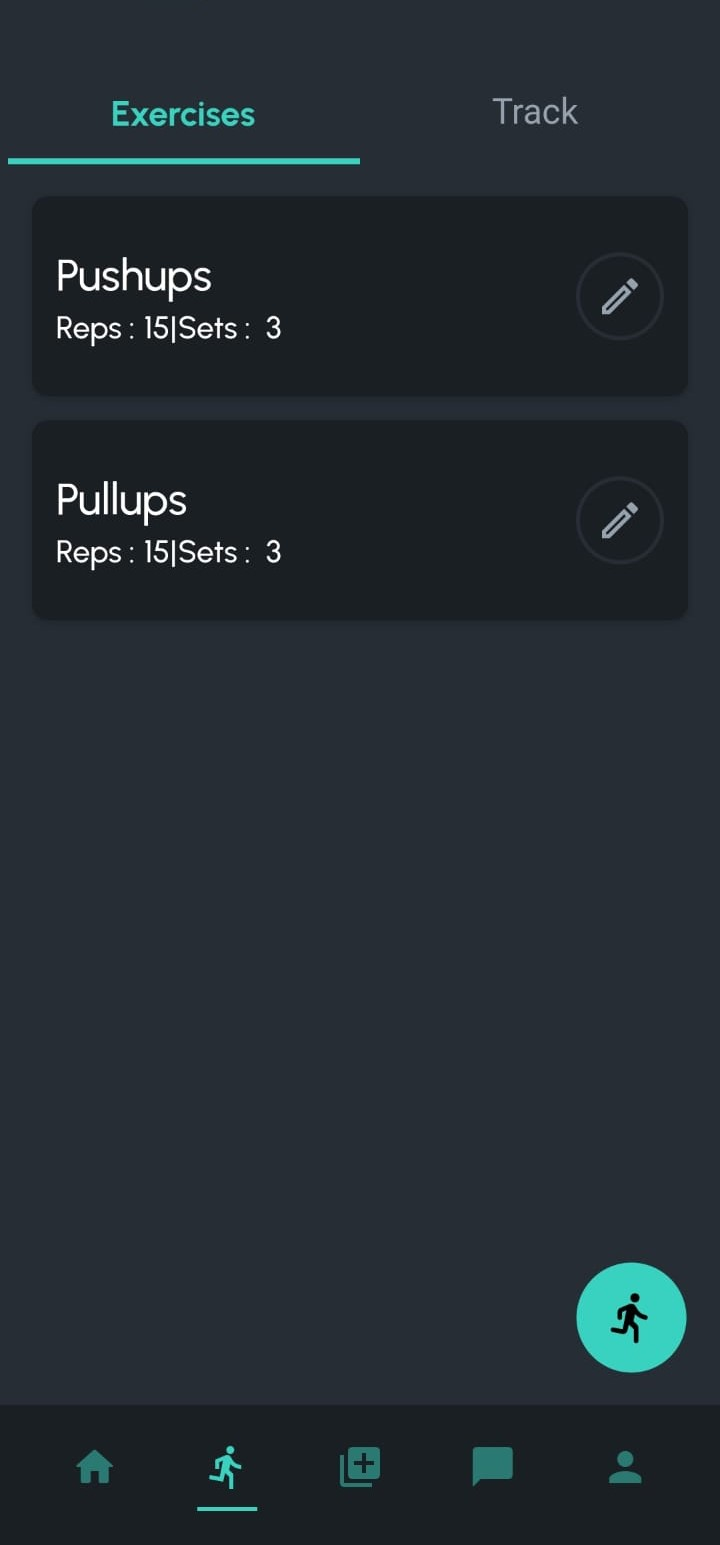 Exercises Track
Pushups
Reps : 15|Sets :  3
Pullups
Reps : 15|Sets :  3